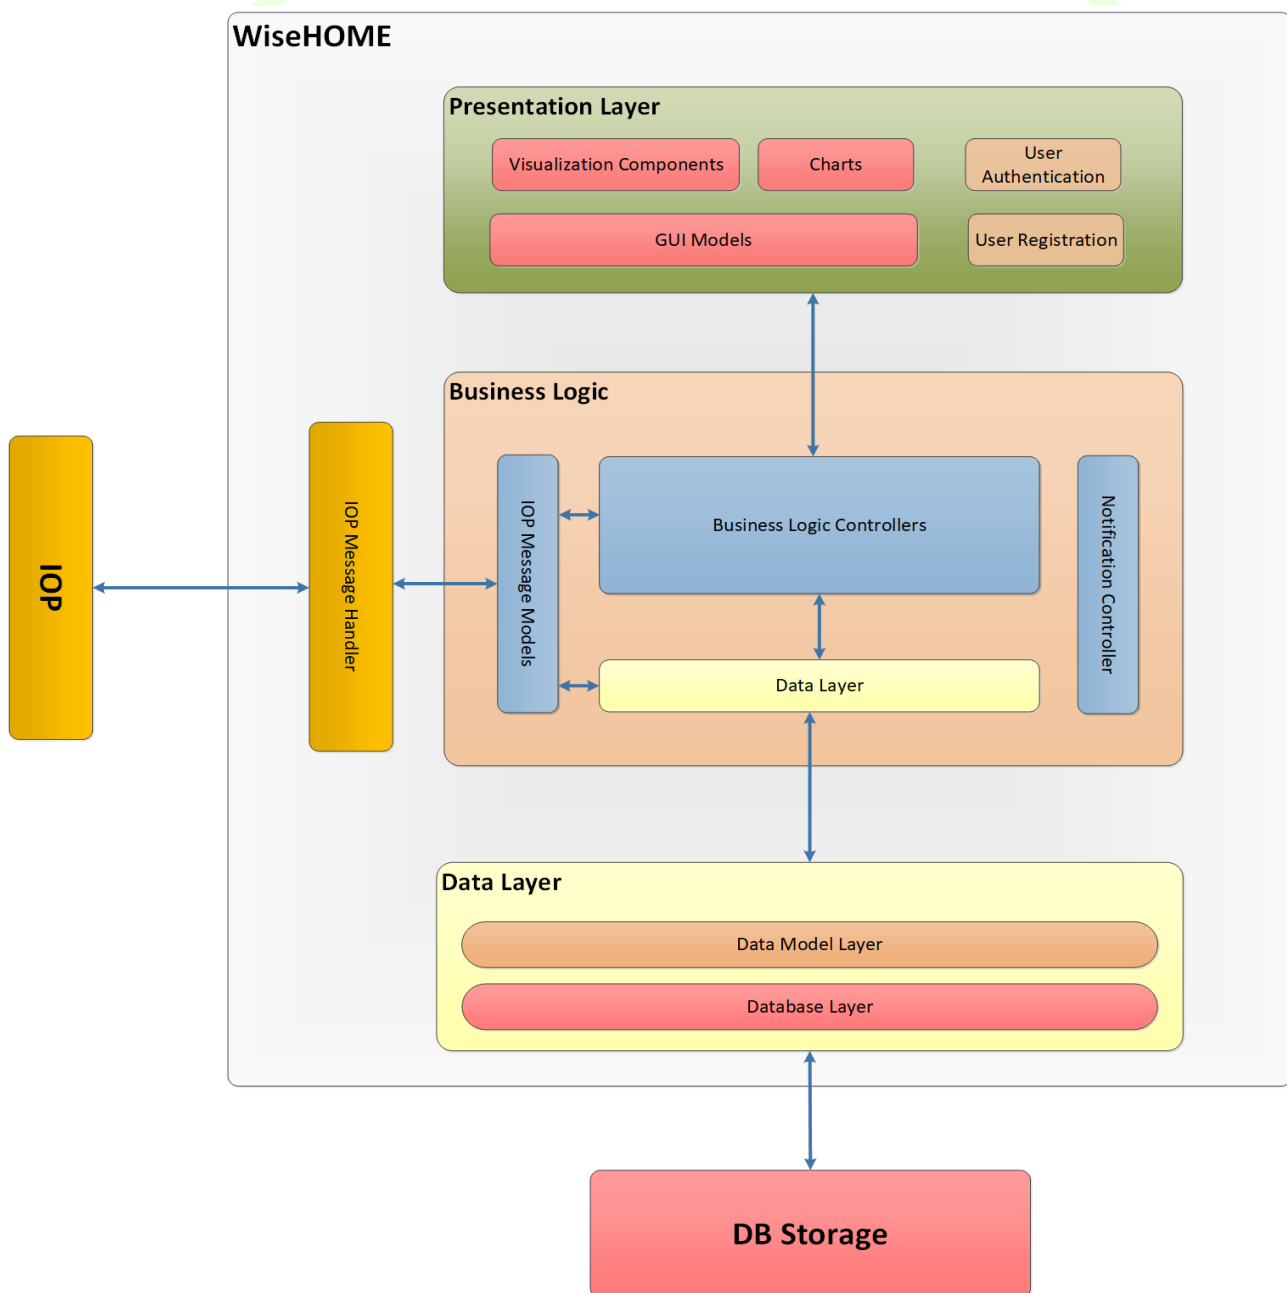 WiseHOME
Presentation Layer
Visualization Components
Charts
User
Authentication
GUI Models
User Registration
Business Logic
IOP
IOP Message Handler
IOP Message Models
Business Logic Controllers
Notification Controller
Data Layer
Data Layer
Data Model Layer
Database Layer
DB Storage